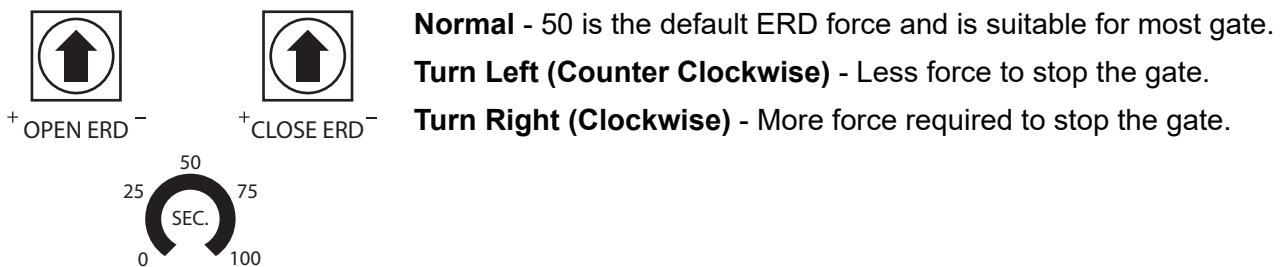 Normal - 50 is the default ERD force and is suitable for most gate.
Turn Left (Counter Clockwise) - Less force to stop the gate.
Turn Right (Clockwise) - More force required to stop the gate.
+ OPEN ERD −
+ CLOSE ERD −
50
25 75
SEC.
0 100